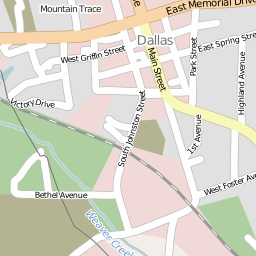 Mountain Trace
East Memorial Drive
West Griffin Street
Dallas
East Spring Street
Main Street
Park Street
Highland Avenue
Victory Drive
South Johnston Street
1st Avenue
Bethel Avenue
West Foster Avenue
Weaver Creek